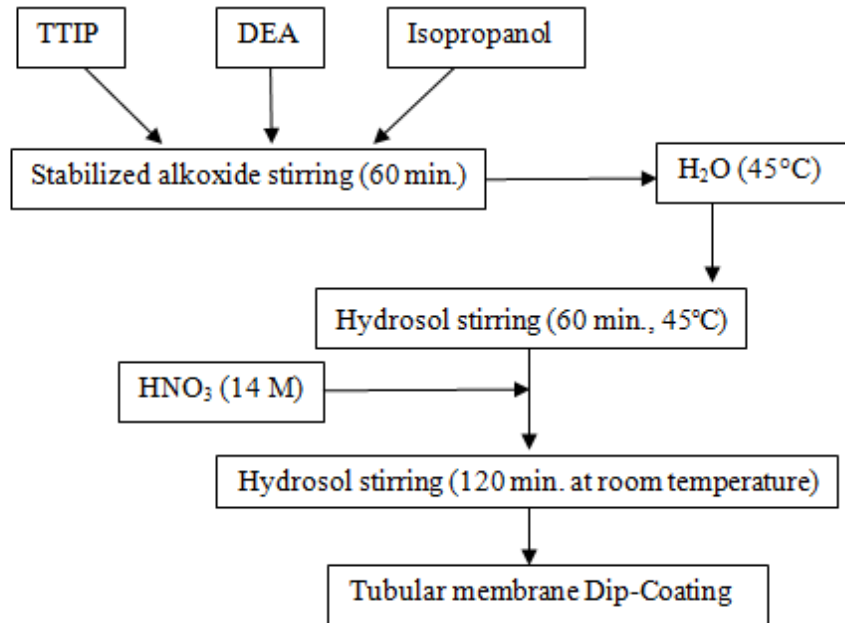 TTIP
DEA
Isopropanol
Stabilized alkoxide stirring (60 min.)
H₂O (45°C)
Hydrosol stirring (60 min., 45°C)
HNO₃ (14 M)
Hydrosol stirring (120 min. at room temperature)
Tubular membrane Dip-Coating